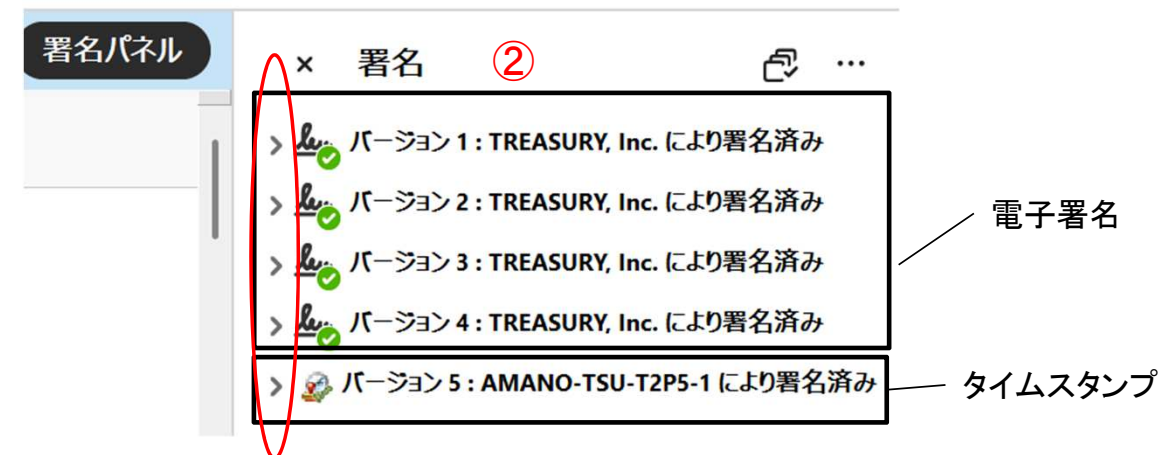 署名パネル
× 署名 ② …
バージョン 1 : TREASURY, Inc. により署名済み
バージョン 2 : TREASURY, Inc. により署名済み
電子署名
バージョン 3 : TREASURY, Inc. により署名済み
バージョン 4 : TREASURY, Inc. により署名済み
バージョン 5 : AMANO-TSU-T2P5-1 により署名済み
タイムスタンプ